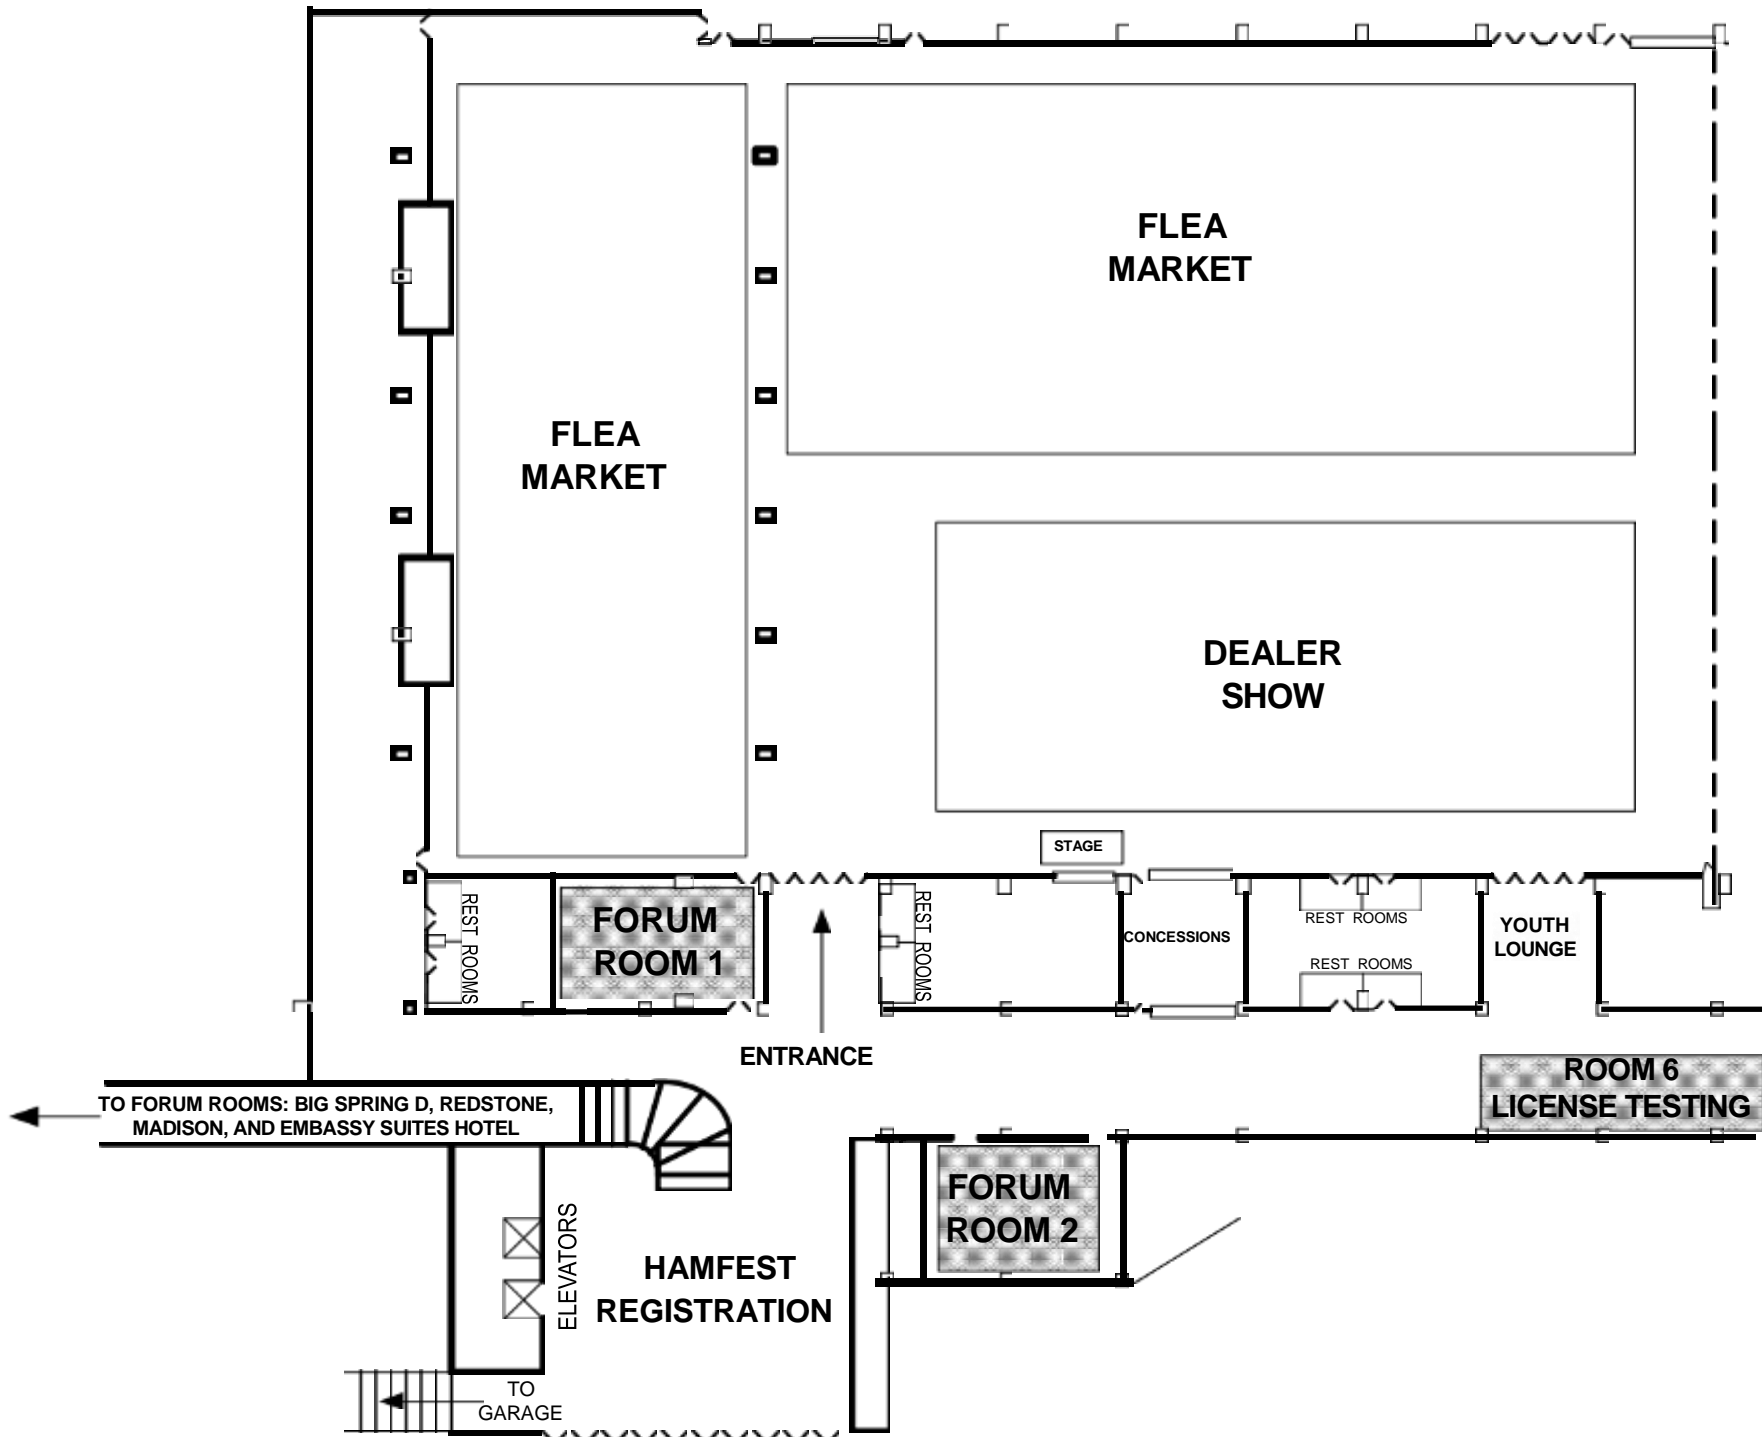 FLEA
MARKET
FLEA
MARKET
DEALER
SHOW
STAGE
REST ROOMS
FORUM
ROOM 1
REST ROOMS
CONCESSIONS
REST ROOMS
REST ROOMS
YOUTH
LOUNGE
ENTRANCE
ROOM 6
LICENSE TESTING
TO FORUM ROOMS: BIG SPRING D, REDSTONE,
MADISON, AND EMBASSY SUITES HOTEL
FORUM
ROOM 2
ELEVATORS
HAMFEST
REGISTRATION
TO
GARAGE